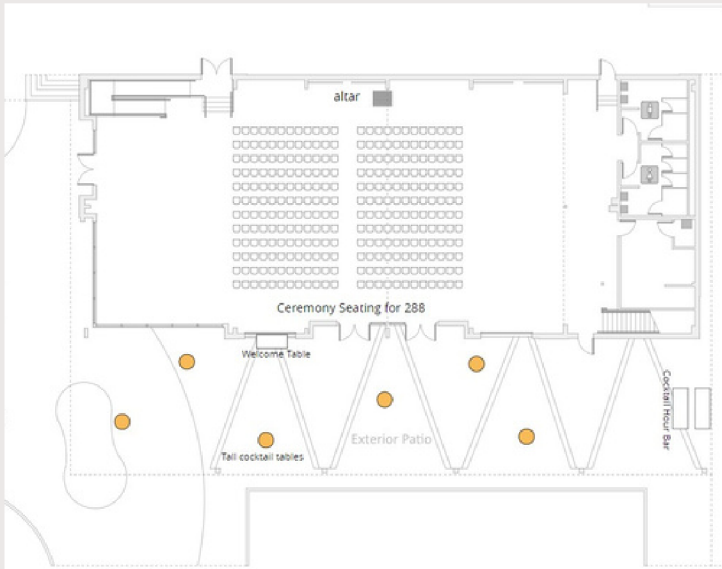 altar
Ceremony Seating for 288
Welcome Table
Cocktail Hour Bar
Exterior Patio
Tall cocktail tables